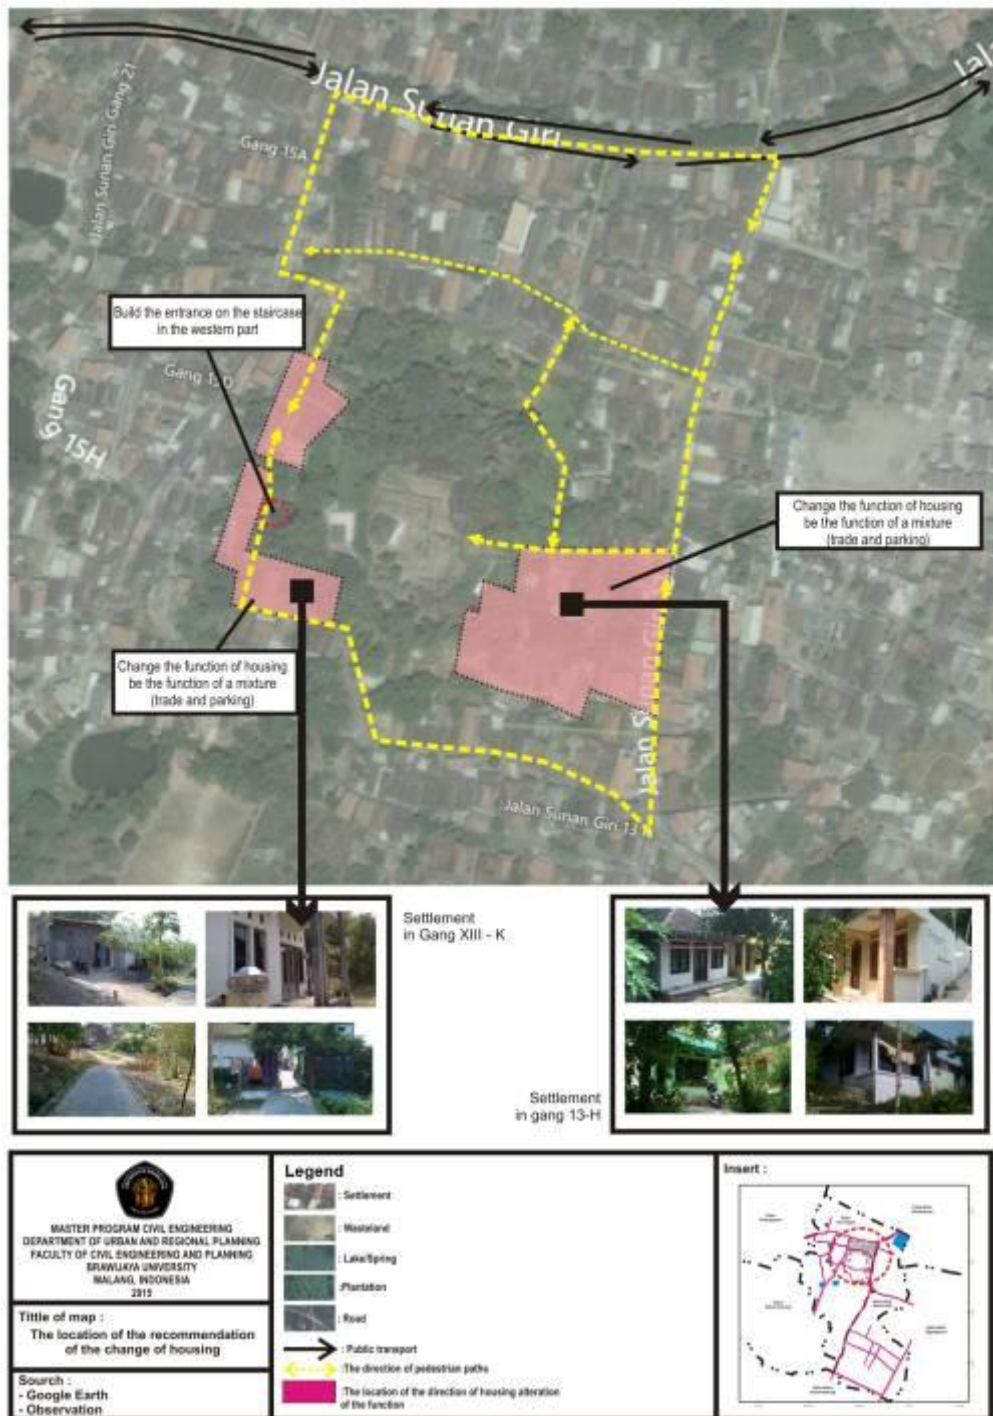 Jalan Sunan Giri
Jalan Sunan Giri Gang 21
Gang 15A
Build the entrance on the staircase
in the western part
Gang 15D
Gang 15H
Change the function of housing
be the function of a mixture
(trade and parking)
Change the function of housing
be the function of a mixture
(trade and parking)
Jalan Sunan Giri
Jalan Sunan Giri 13
Settlement
in Gang XIII - K
Settlement
in gang 13-H
MASTER PROGRAM CIVIL ENGINEERING
DEPARTMENT OF URBAN AND REGIONAL PLANNING
FACULTY OF CIVIL ENGINEERING AND PLANNING
BRAWIJAYA UNIVERSITY
MALANG, INDONESIA
2015
Tittle of map :
The location of the recommendation
of the change of housing
Sourch :
- Google Earth
- Observation
Legend
: Settlement
: Wasteland
: Lake/Spring
:Plantation
: Road
: Public transport
:The direction of pedestrian paths
:The location of the direction of housing alteration
of the function
Insert :